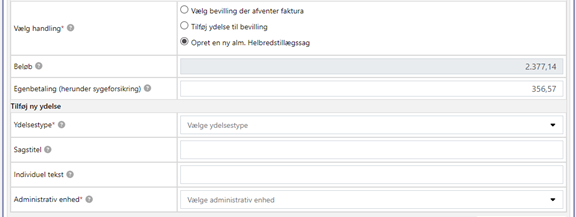 Vælg bevilling der afventer faktura
Vælg handling* ?
Tilføj ydelse til bevilling
Opret en ny alm. Helbredstillægssag
Beløb ? 2.377,14
Egenbetaling (herunder sygeforsikring) ? 356,57
Tilføj ny ydelse
Ydelsestype* ? Vælge ydelsestype
Sagstitel ?
Individuel tekst ?
Administrativ enhed* ? Vælge administrativ enhed